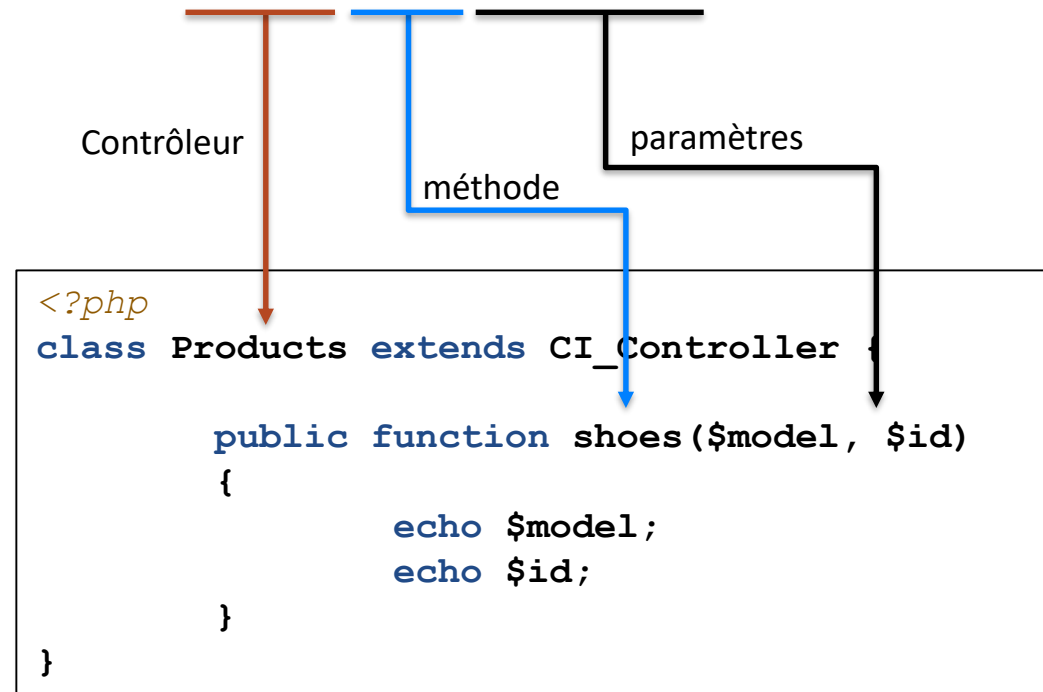 Contrôleur
paramètres
méthode
<?php
class Products extends CI_Controller {
public function shoes($model, $id)
{
echo $model;
echo $id;
}
}